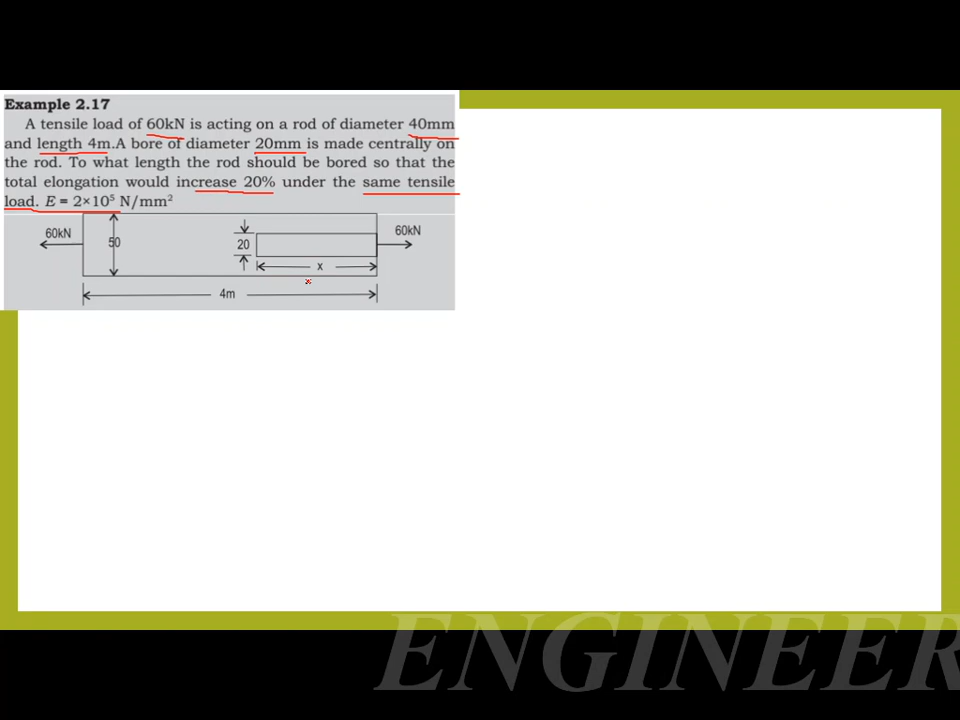 Example 2.17
A tensile load of 60kN is acting on a rod of diameter 40mm
and length 4m.A bore of diameter 20mm is made centrally on
the rod. To what length the rod should be bored so that the
total elongation would increase 20% under the same tensile
load. E = 2×10⁵ N/mm²
60kN
50
20
60kN
x
4m
ENGINEER